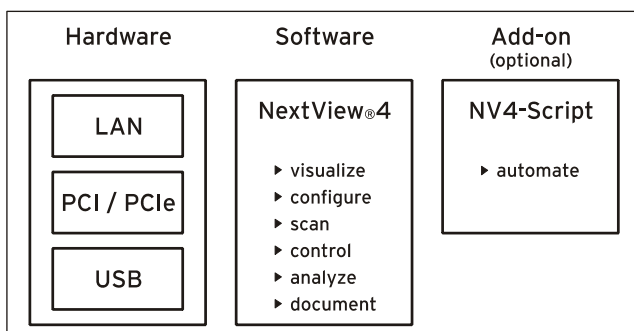 Hardware
LAN
PCI / PCIe
USB
Software
NextView®4
▸ visualize
▸ configure
▸ scan
▸ control
▸ analyze
▸ document
Add-on
(optional)
NV4-Script
▸ automate